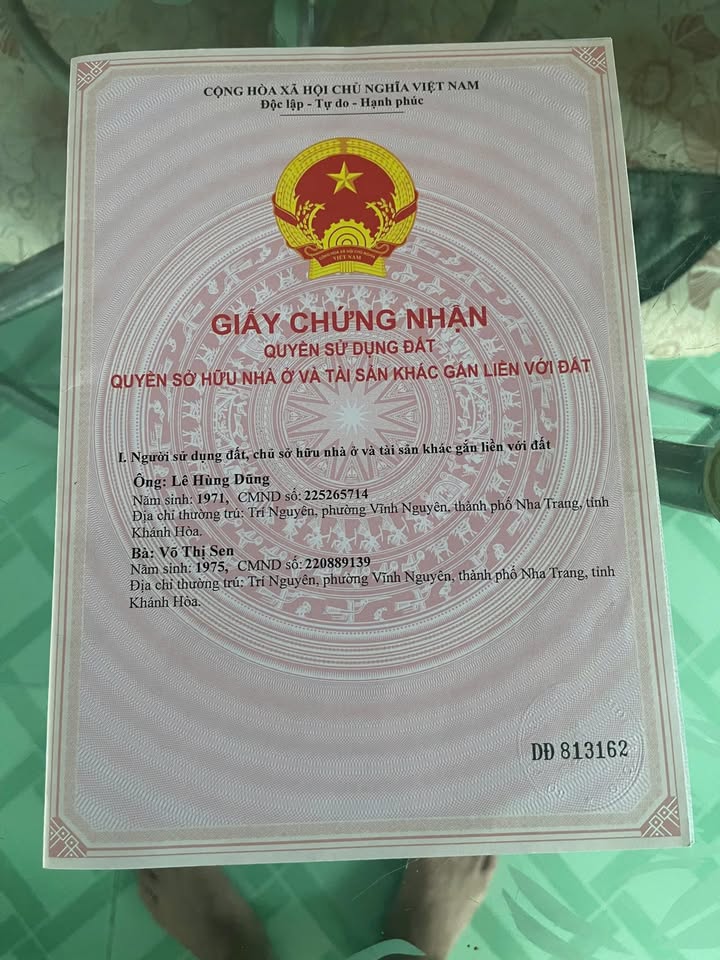 CỘNG HÒA XÃ HỘI CHỦ NGHĨA VIỆT NAM
Độc lập - Tự do - Hạnh phúc
VIỆT NAM
GIẤY CHỨNG NHẬN
QUYỀN SỬ DỤNG ĐẤT
QUYỀN SỞ HỮU NHÀ Ở VÀ TÀI SẢN KHÁC GẮN LIỀN VỚI ĐẤT
I. Người sử dụng đất, chủ sở hữu nhà ở và tài sản khác gắn liền với đất
Ông: Lê Hùng Dũng
Năm sinh: 1971, CMND số: 225265714
Địa chỉ thường trú: Trí Nguyên, phường Vĩnh Nguyên, thành phố Nha Trang, tỉnh
Khánh Hòa.
Bà: Võ Thị Sen
Năm sinh: 1975, CMND số: 220889139
Địa chỉ thường trú: Trí Nguyên, phường Vĩnh Nguyên, thành phố Nha Trang, tỉnh
Khánh Hòa.
DĐ 813162